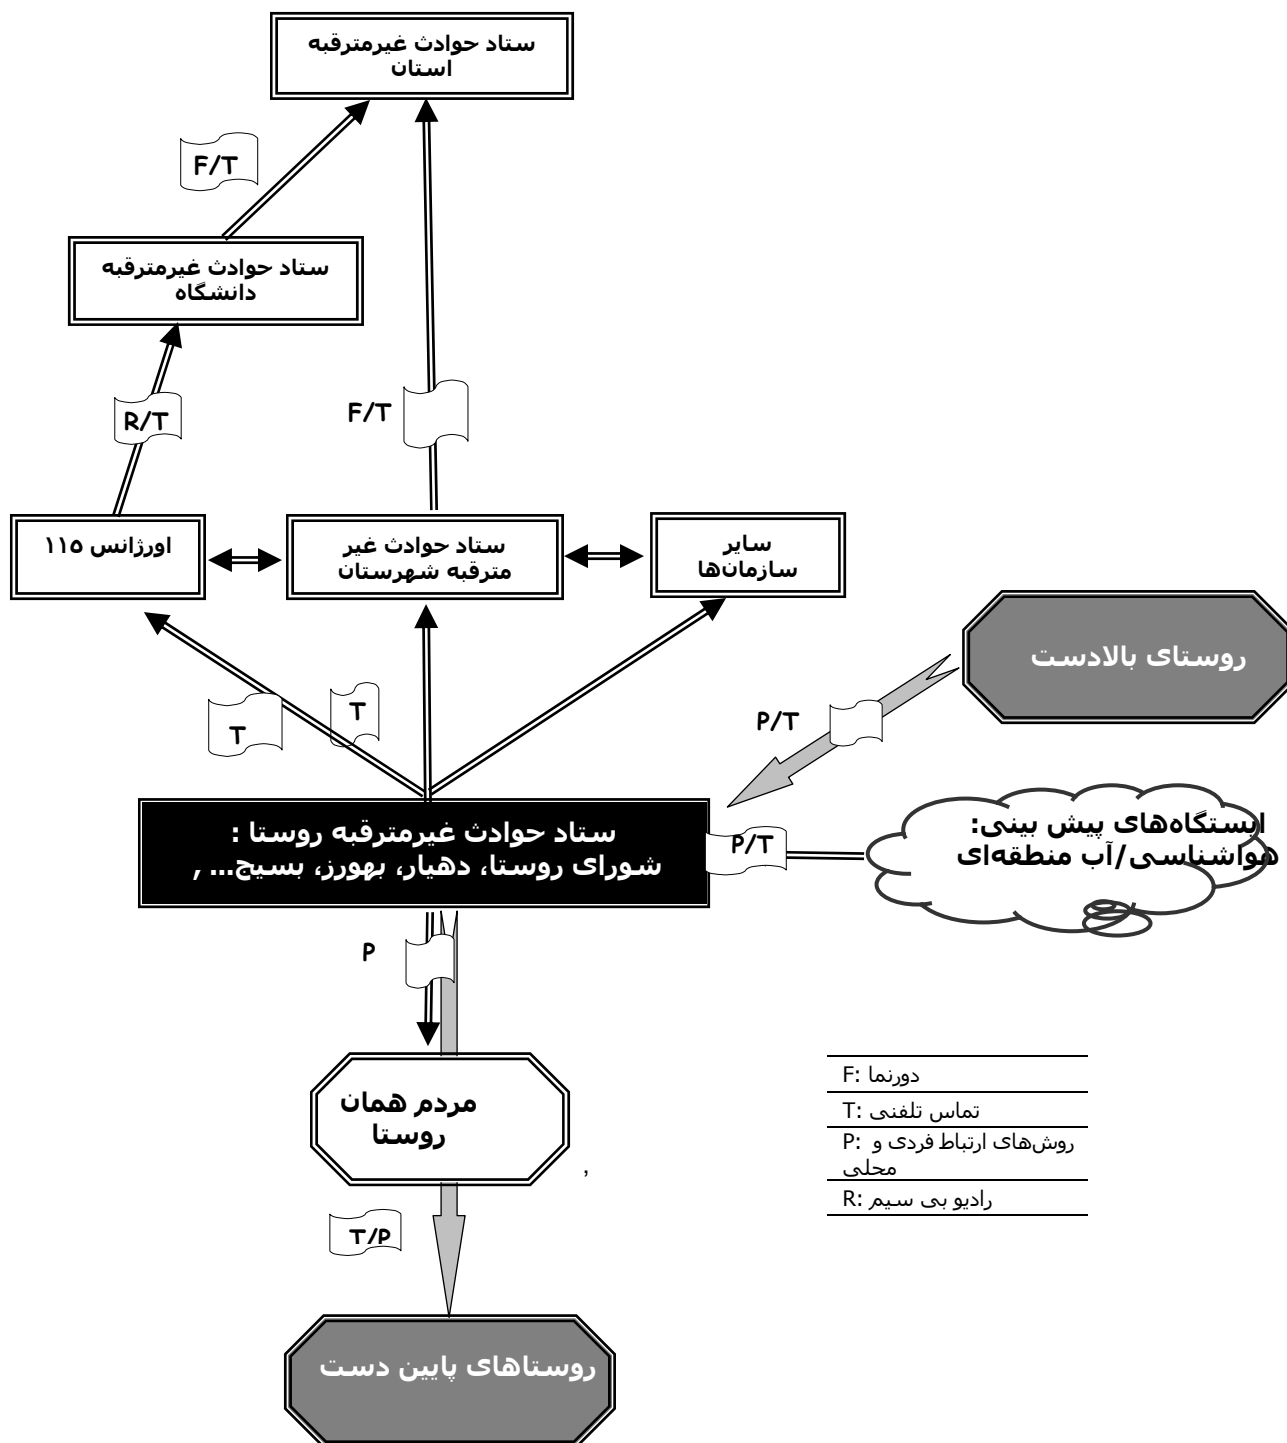 ستاد حوادث غیرمترقبه
استان
F/T
ستاد حوادث غیرمترقبه
دانشگاه
R/T
F/T
اورژانس ۱۱۵
ستاد حوادث غیر
مترقبه شهرستان
سایر
سازمان‌ها
روستای بالادست
T
T
P/T
ستاد حوادث غیرمترقبه روستا :
شورای روستا، دهیار، بهورز، بسیج... ,
P/T
ایستگاه‌های پیش بینی:
هواشناسی/آب منطقه‌ای
P
مردم همان
روستا
,
F: دورنما
T: تماس تلفنی
P: روش‌های ارتباط فردی و
محلی
R: رادیو بی سیم
T/P
روستاهای پایین دست